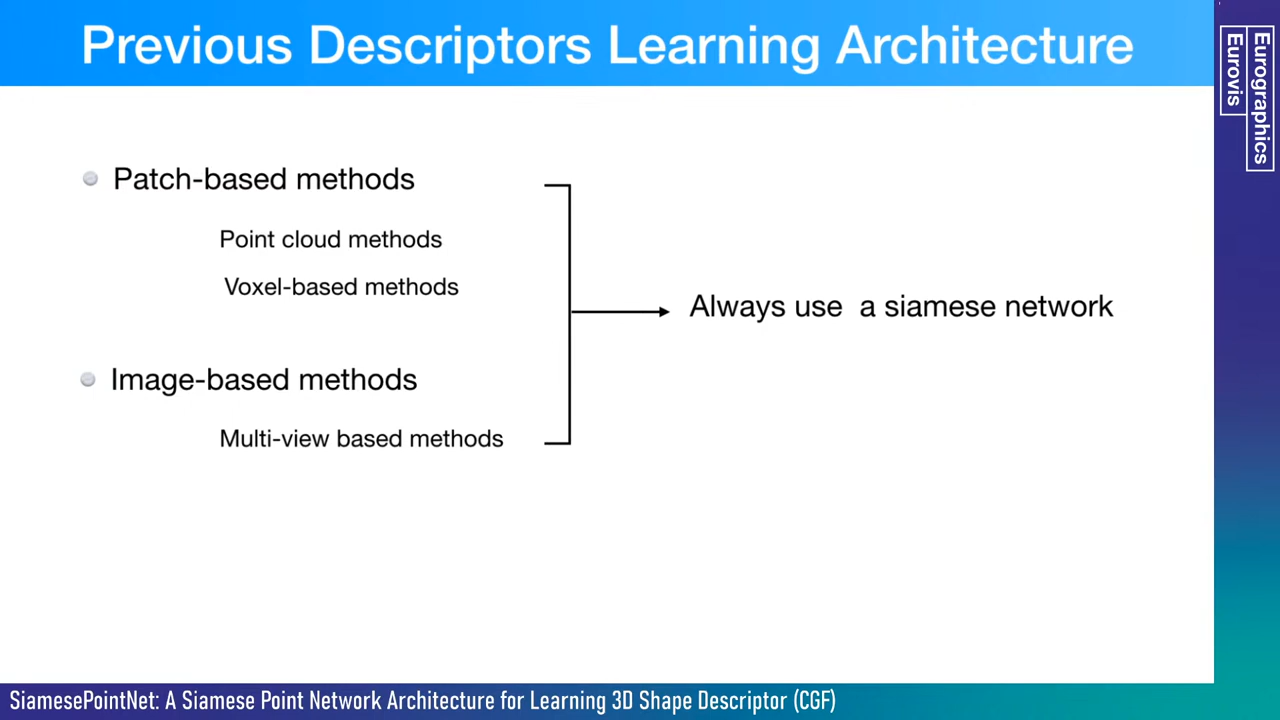 Previous Descriptors Learning Architecture
Patch-based methods
Point cloud methods
Voxel-based methods
Always use a siamese network
Image-based methods
Multi-view based methods
Eurographics
Eurovis
SiamesePointNet: A Siamese Point Network Architecture for Learning 3D Shape Descriptor (CGF)